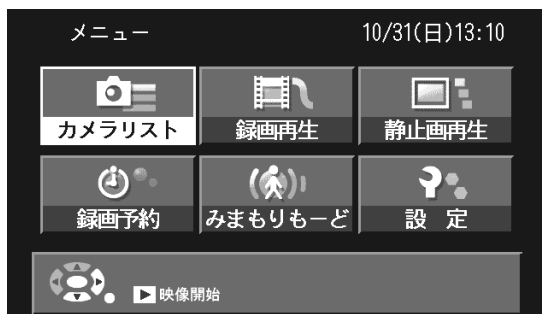 メニュー 10/31(日)13:10
カメラリスト 録画再生 静止画再生
録画予約 みまもりもーど 設 定
映像開始